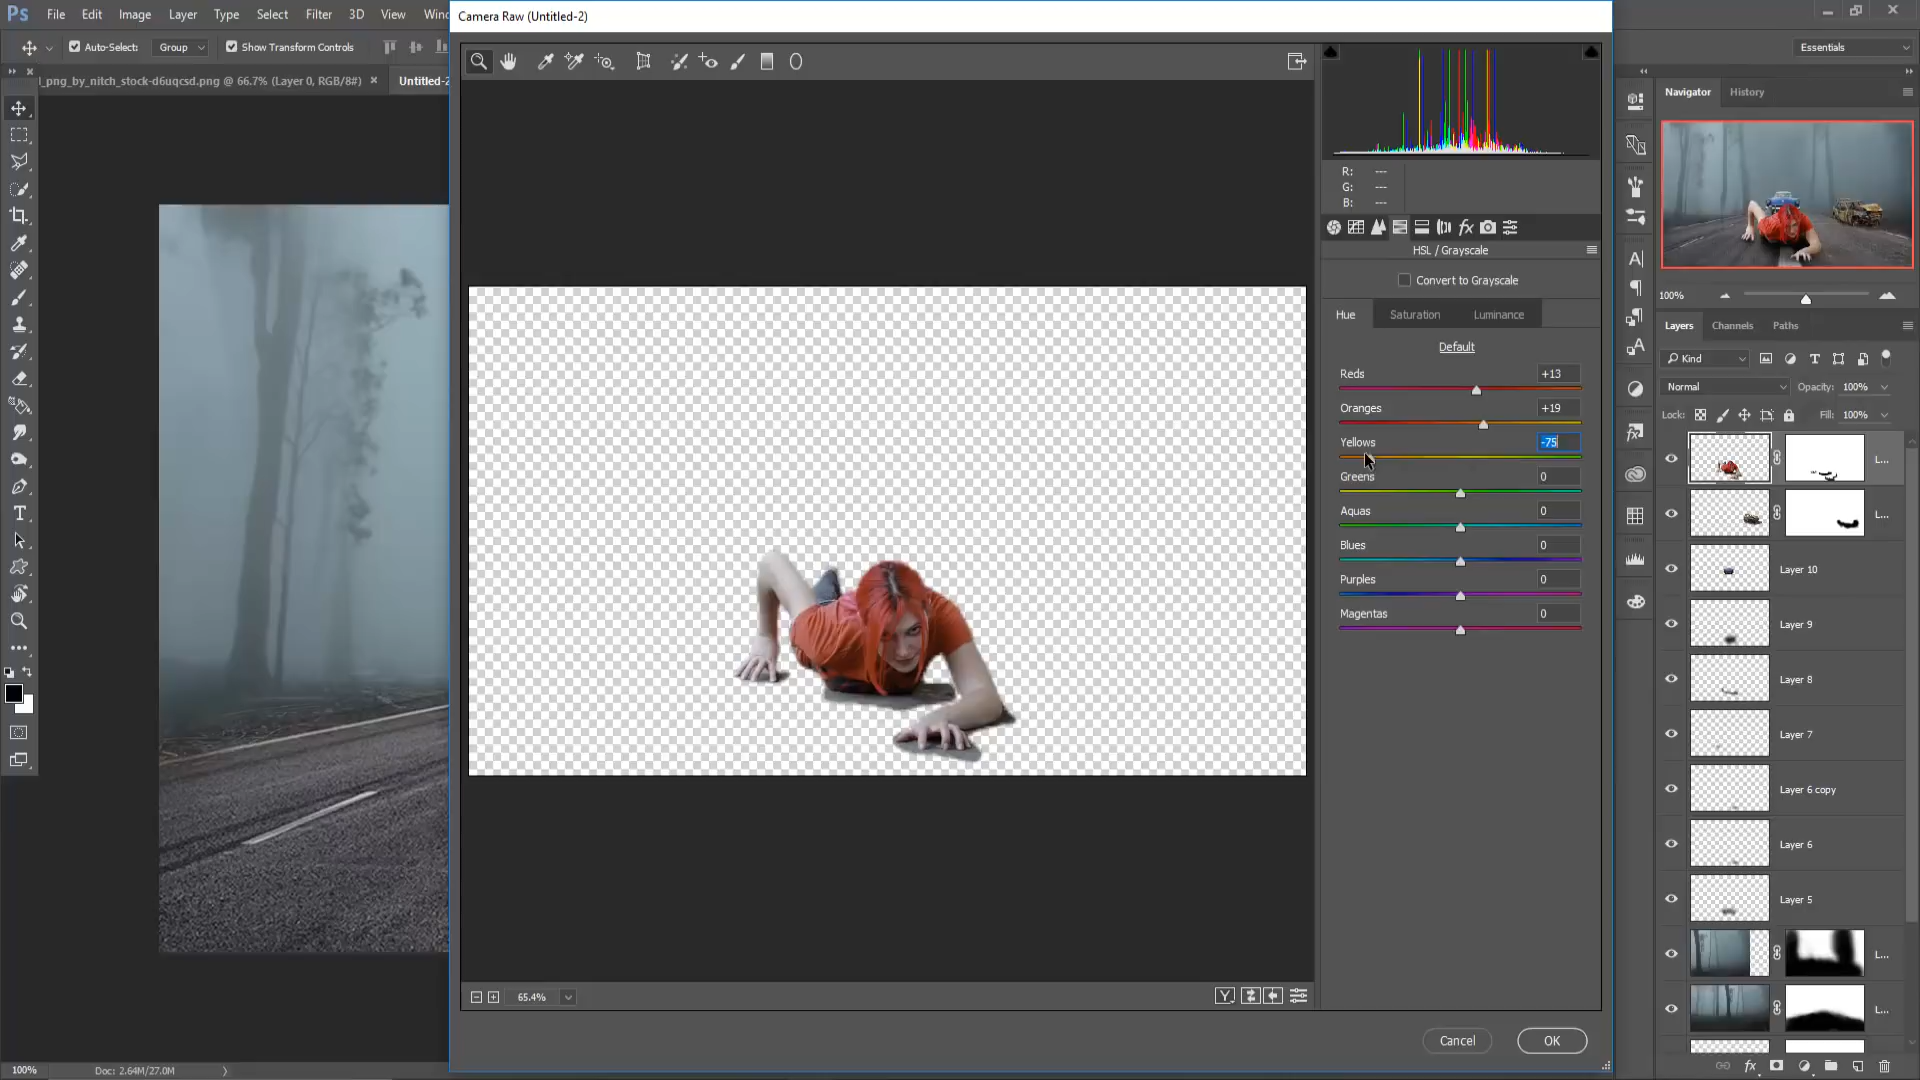 Ps File Edit Image Layer Type Select Filter 3D View Wind
Camera Raw (Untitled-2)
Auto-Select: Group Show Transform Controls
Essentials
l_png_by_nitch_stock-d6uqcsd.png @ 66.7% (Layer 0, RGB/8#) × Untitled-2
Navigator History
R: ---
G: ---
B: ---
HSL / Grayscale
Convert to Grayscale
Hue Saturation Luminance
Default
Reds +13
Oranges +19
Yellows -75
Greens 0
Aquas 0
Blues 0
Purples 0
Magentas 0
100%
Layers Channels Paths
Kind
Normal Opacity: 100%
Lock: Fill: 100%
L...
L...
Layer 10
Layer 9
Layer 8
Layer 7
Layer 6 copy
Layer 6
Layer 5
L...
L...
65.4%
Cancel OK
100% Doc: 2.64M/27.0M